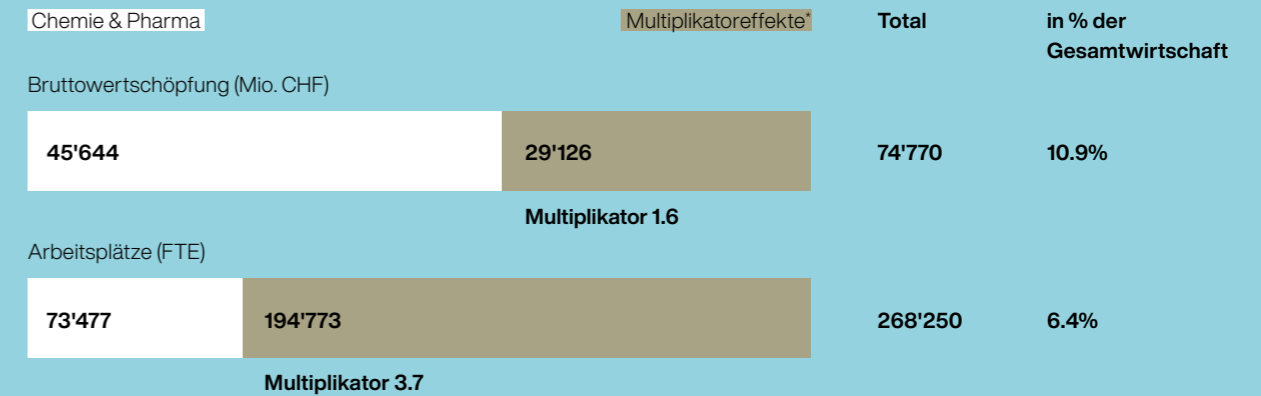 Chemie & Pharma Multiplikatoreffekte* Total in % der
Gesamtwirtschaft
Bruttowertschöpfung (Mio. CHF)
45'644 29'126 74'770 10.9%
Multiplikator 1.6
Arbeitsplätze (FTE)
73'477 194'773 268'250 6.4%
Multiplikator 3.7